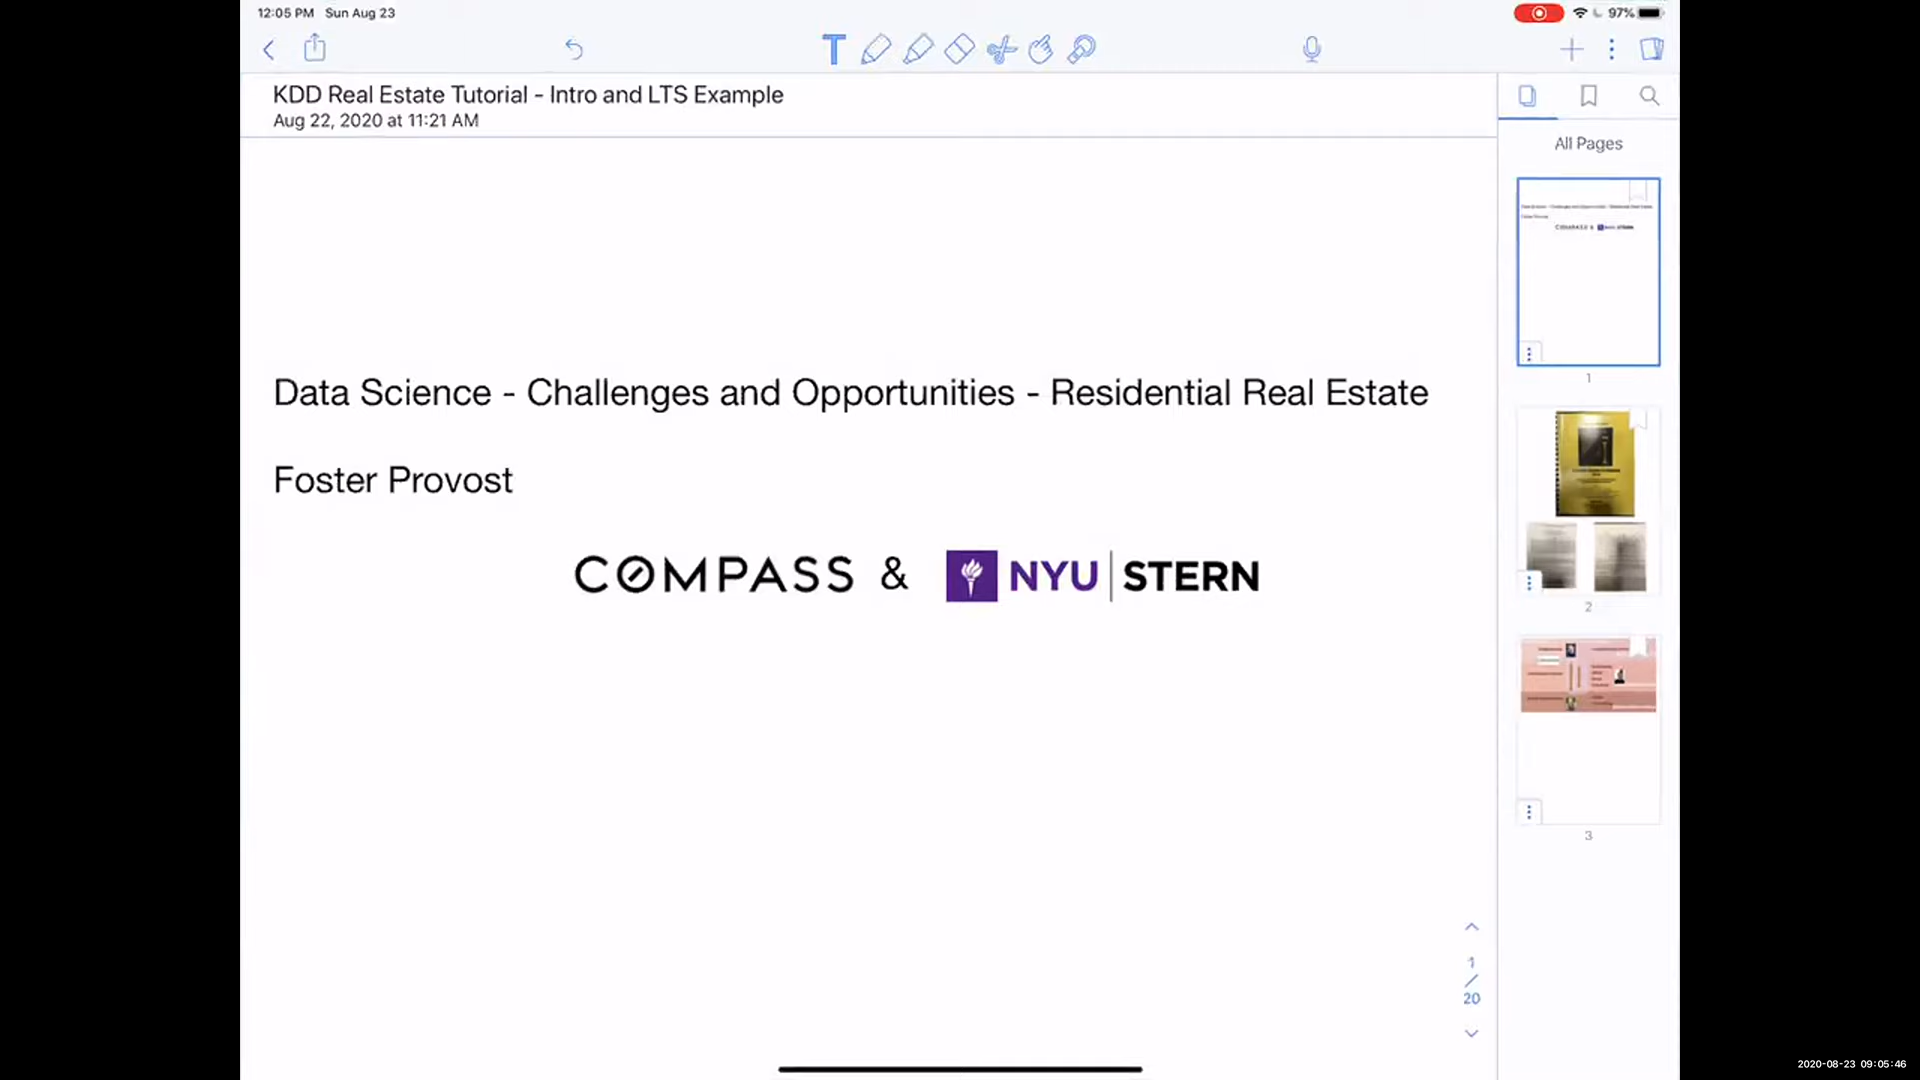 12:05 PM Sun Aug 23
97%
KDD Real Estate Tutorial - Intro and LTS Example
Aug 22, 2020 at 11:21 AM
All Pages
Data Science - Challenges and Opportunities - Residential Real Estate
Foster Provost
COMPASS & NYU | STERN
1
2
3
1
/
20
2020-08-23 09:05:46